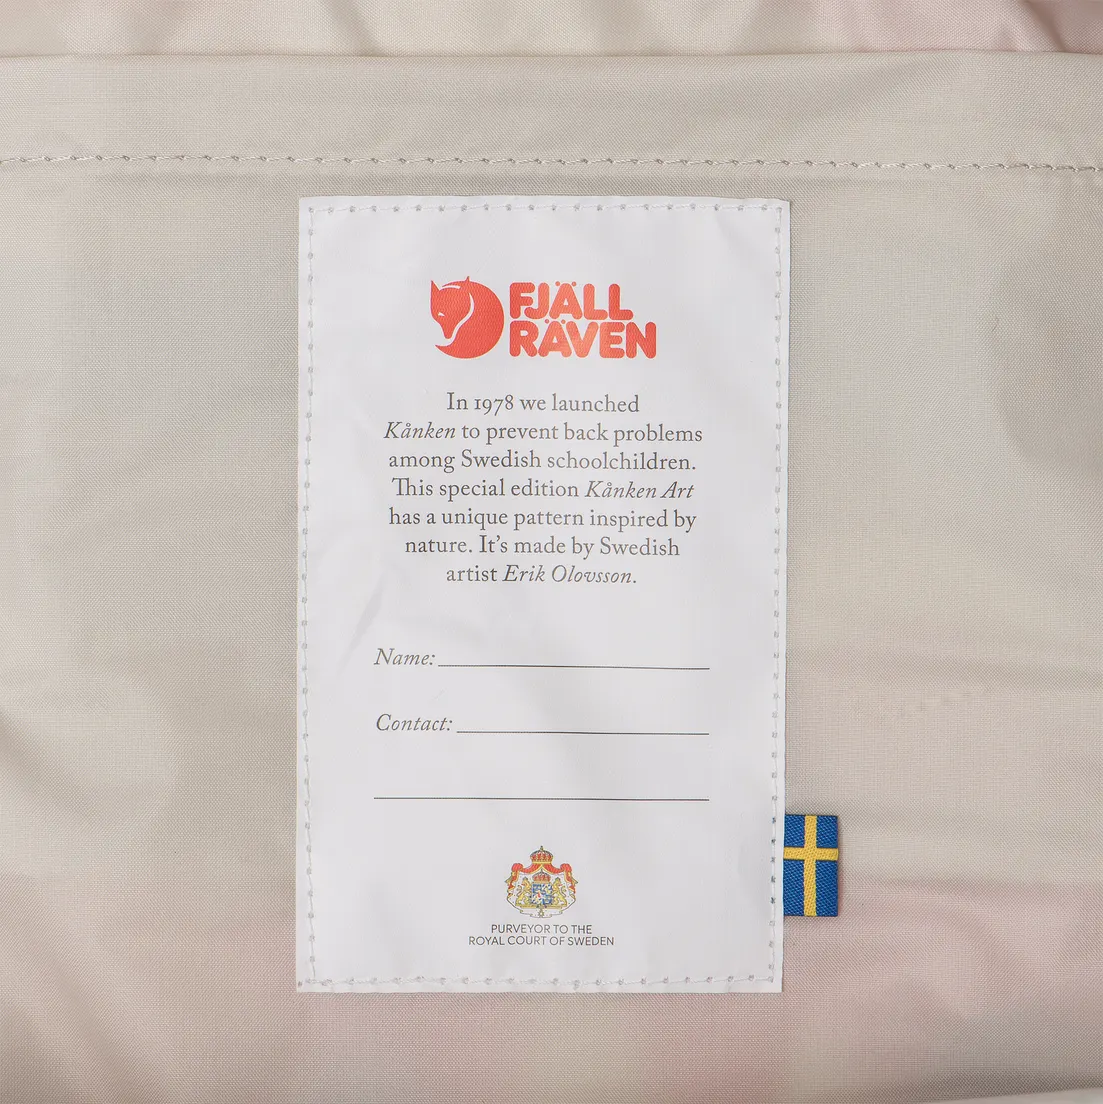 FJÄLL
RÄVEN
In 1978 we launched
Kånken to prevent back problems
among Swedish schoolchildren.
This special edition Kånken Art
has a unique pattern inspired by
nature. It's made by Swedish
artist Erik Olovsson.
Name:
Contact:
PURVEYOR TO THE
ROYAL COURT OF SWEDEN